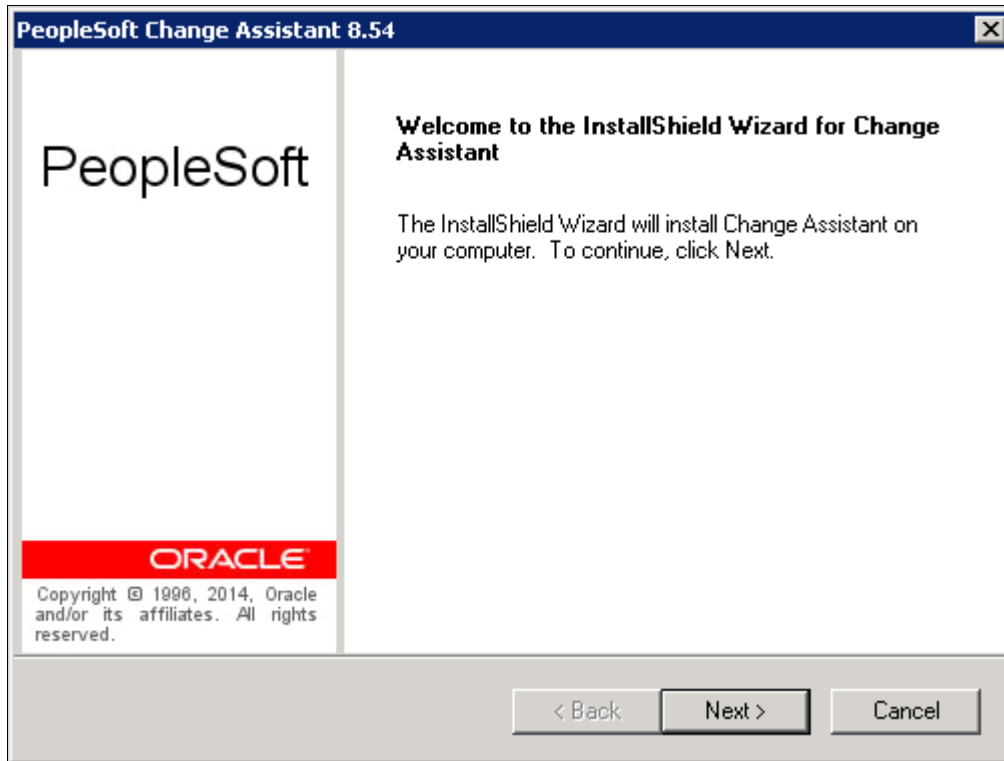 PeopleSoft Change Assistant 8.54
PeopleSoft
Welcome to the InstallShield Wizard for Change
Assistant
The InstallShield Wizard will install Change Assistant on
your computer.  To continue, click Next.
ORACLE
Copyright © 1996, 2014, Oracle
and/or its affiliates. All rights
reserved.
< Back
Next >
Cancel